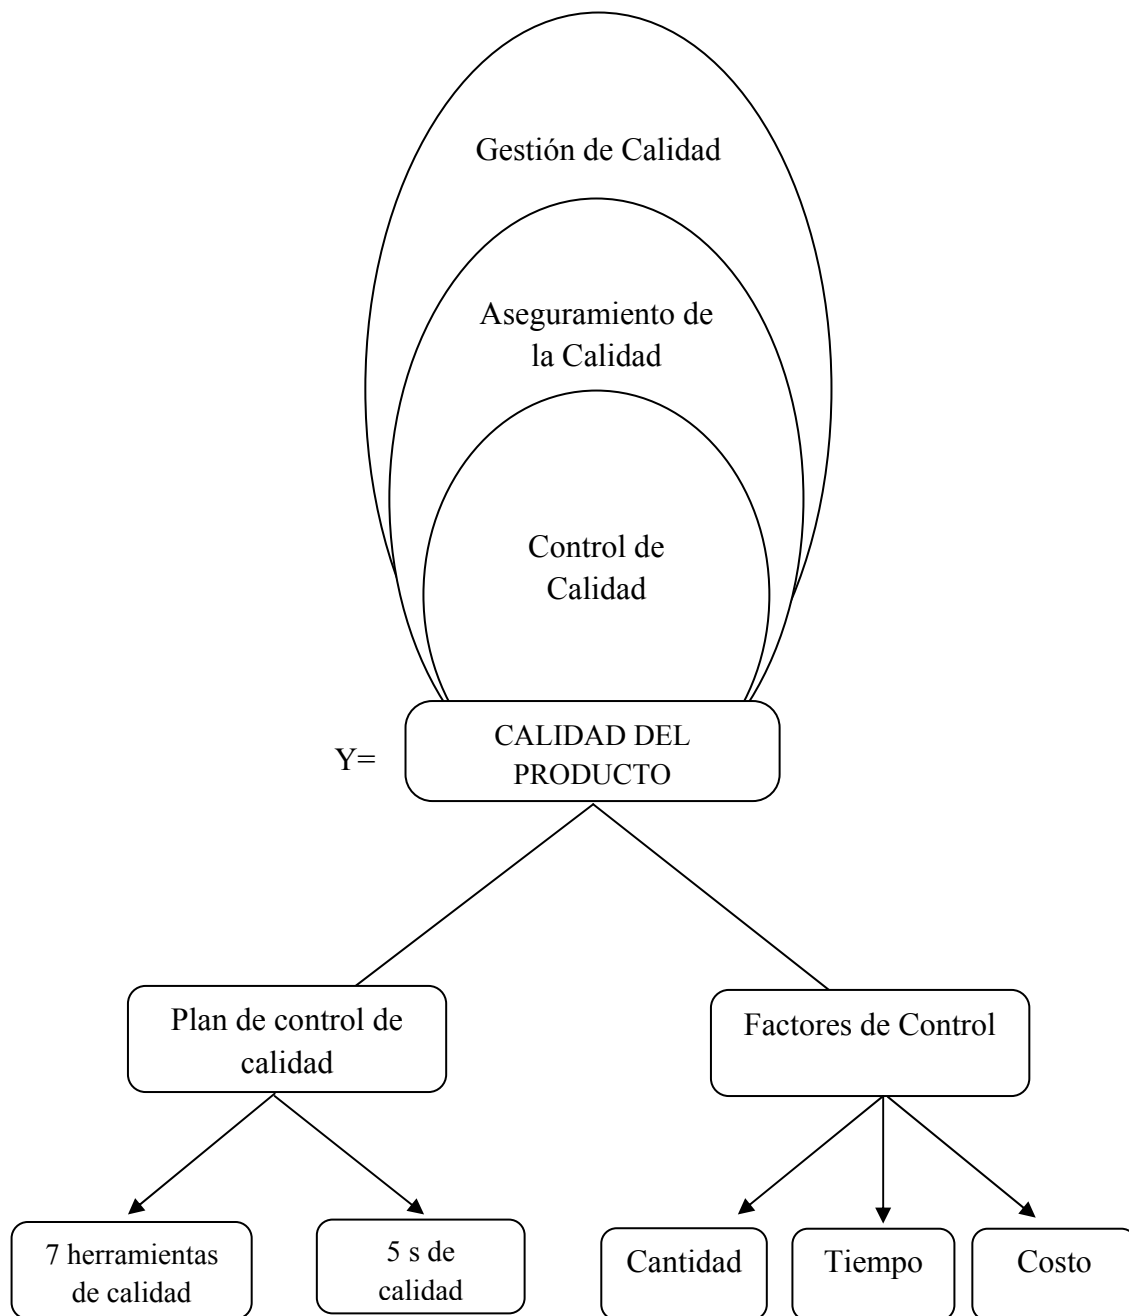 Gestión de Calidad
Aseguramiento de
la Calidad
Control de
Calidad
Y=
CALIDAD DEL
PRODUCTO
Plan de control de
calidad
Factores de Control
7 herramientas
de calidad
5 s de
calidad
Cantidad
Tiempo
Costo